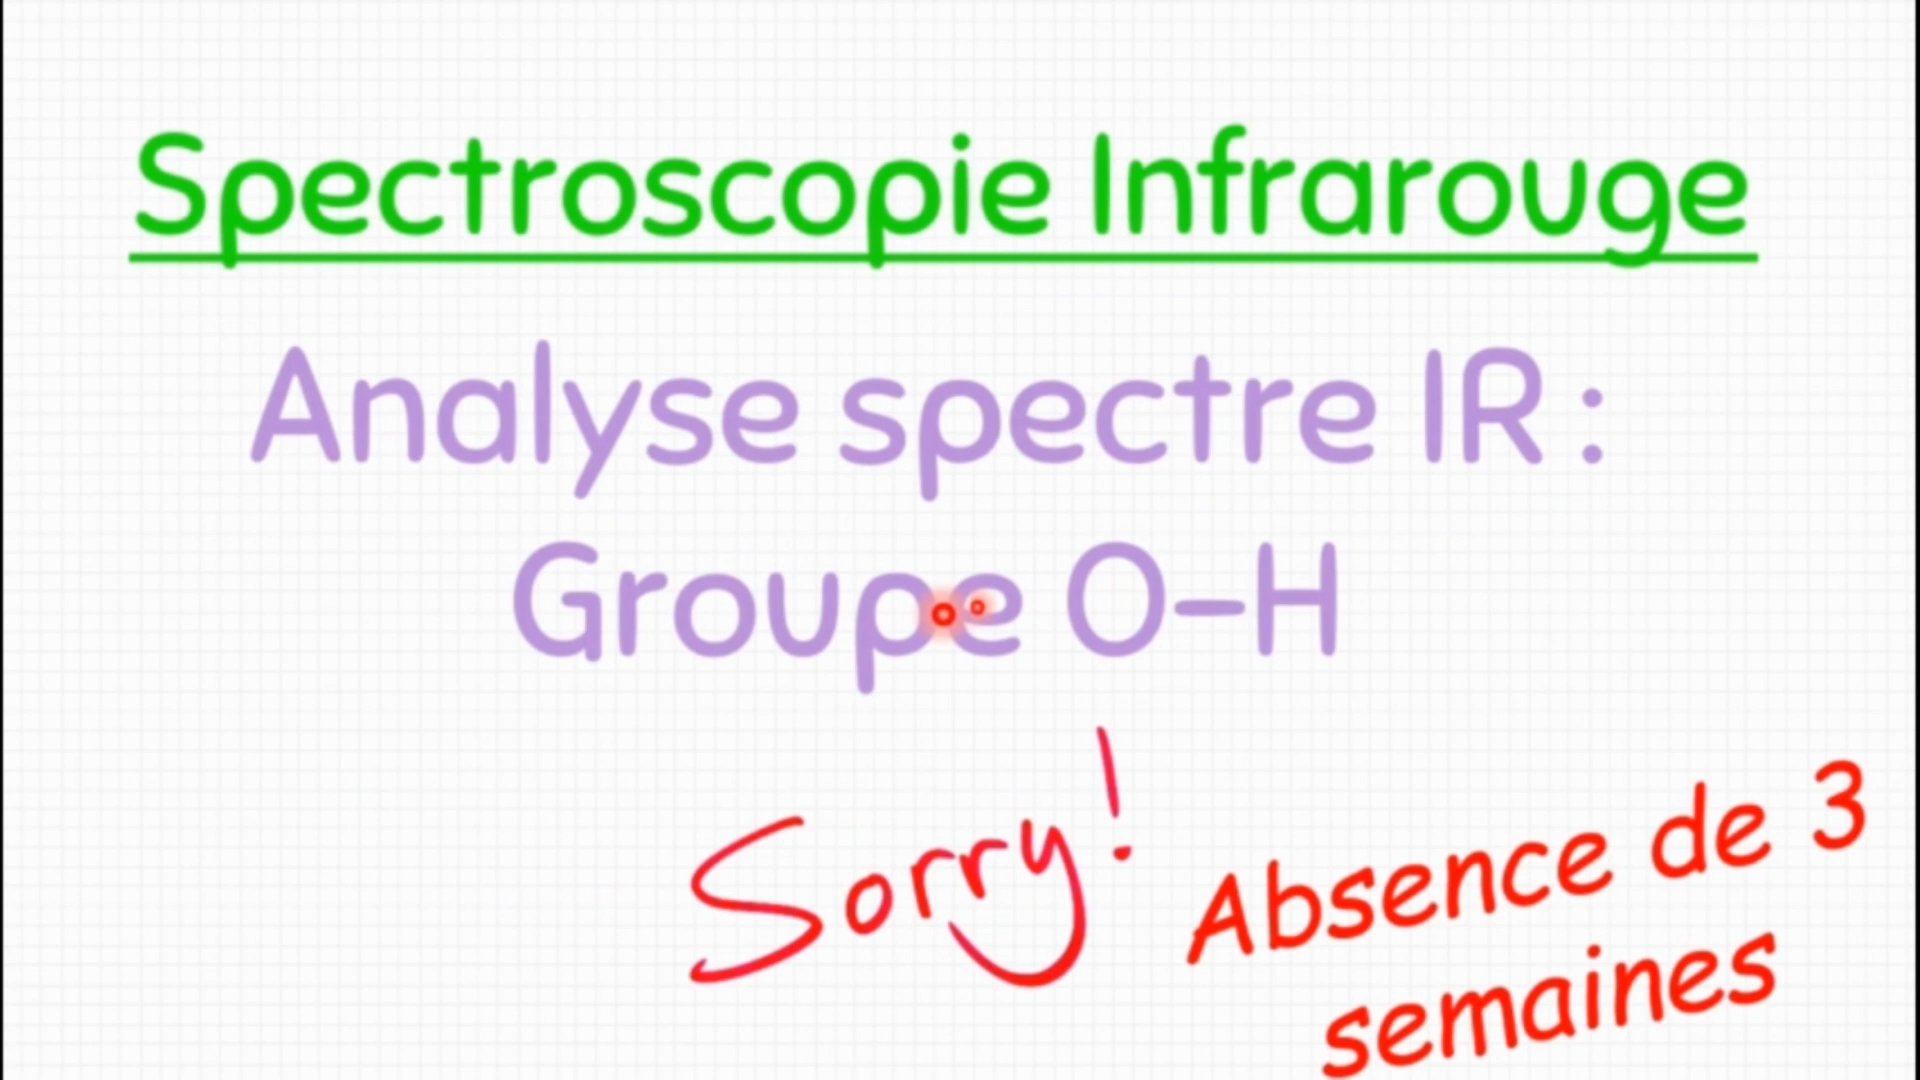 Spectroscopie Infrarouge
Analyse spectre IR :
Groupe O-H
Sorry!
Absence de 3
semaines